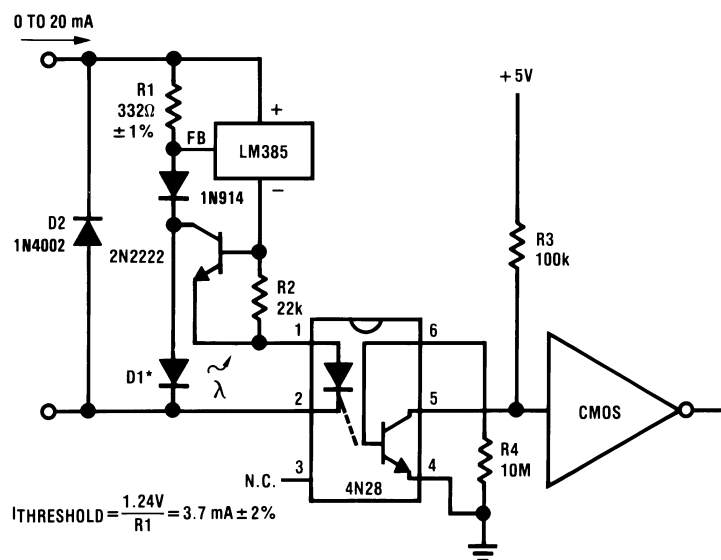 0 TO 20 mA
R1
332Ω
±1%
FB
+
LM385
−
1N914
+5V
D2
1N4002
2N2222
R2
22k
R3
100k
1
6
D1*
λ
2
5
CMOS
3
4
N.C.
4N28
R4
10M
ITHRESHOLD = 1.24V / R1 = 3.7 mA ± 2%